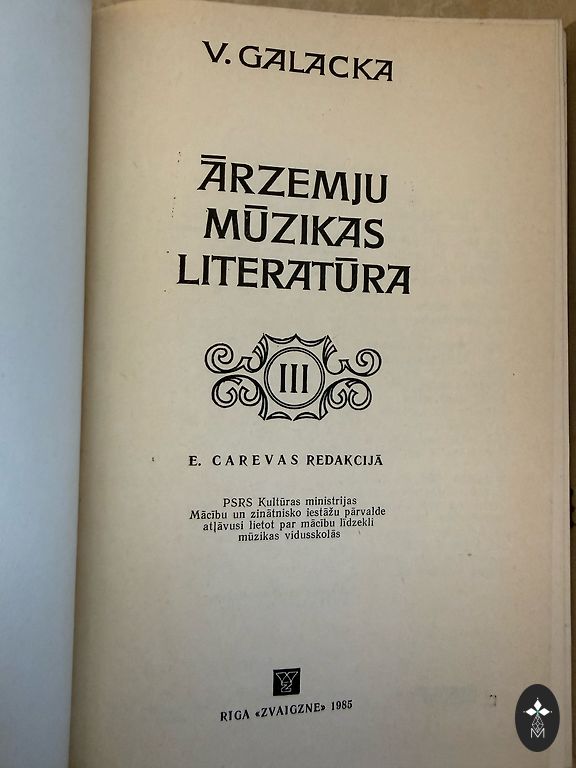 V. GALACKA
ĀRZEMJU
MŪZIKAS
LITERATŪRA
III
E. CAREVAS REDAKCIJĀ
PSRS Kultūras ministrijas
Mācību un zinātnisko iestāžu pārvalde
atļāvusi lietot par mācību līdzekli
mūzikas vidusskolās
RĪGA «ZVAIGZNE» 1985
M